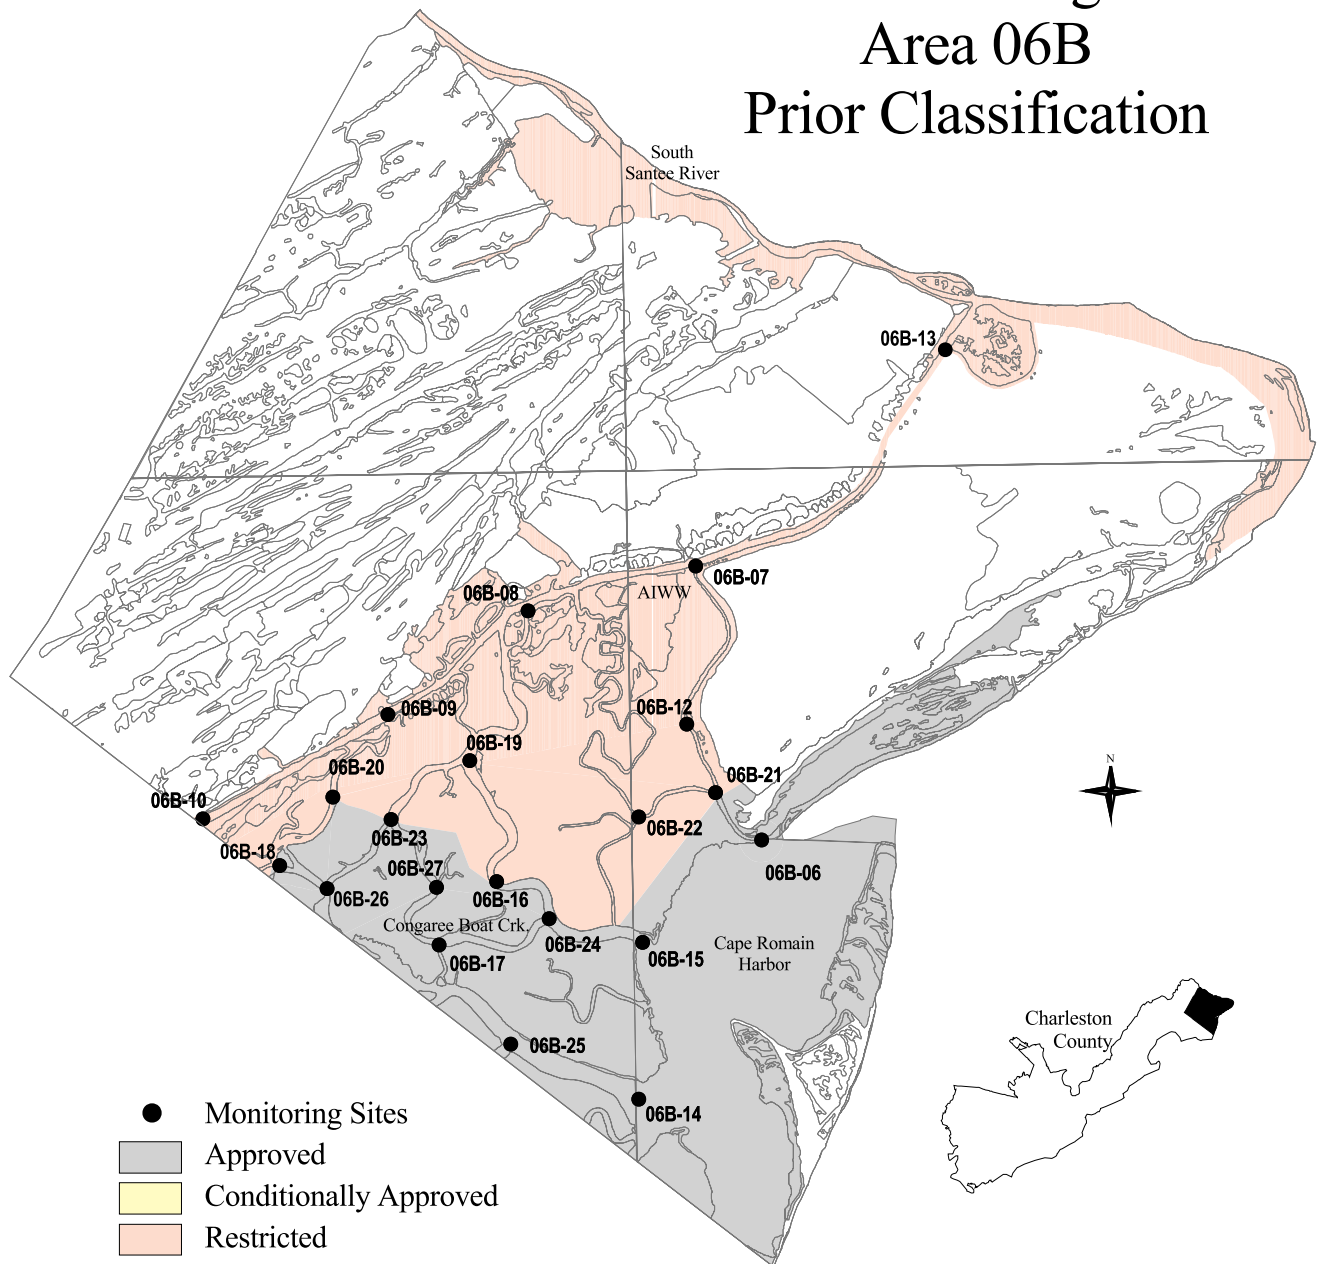 Area 06B
Prior Classification
South
Santee River
06B-13
06B-07
AIWW
06B-08
06B-09
06B-12
06B-19
06B-20
06B-21
06B-10
06B-22
06B-23
06B-18
06B-06
06B-27
06B-26
06B-16
Congaree Boat Crk.
06B-24
06B-15
Cape Romain
Harbor
06B-17
N
Charleston
County
06B-25
06B-14
Monitoring Sites
Approved
Conditionally Approved
Restricted